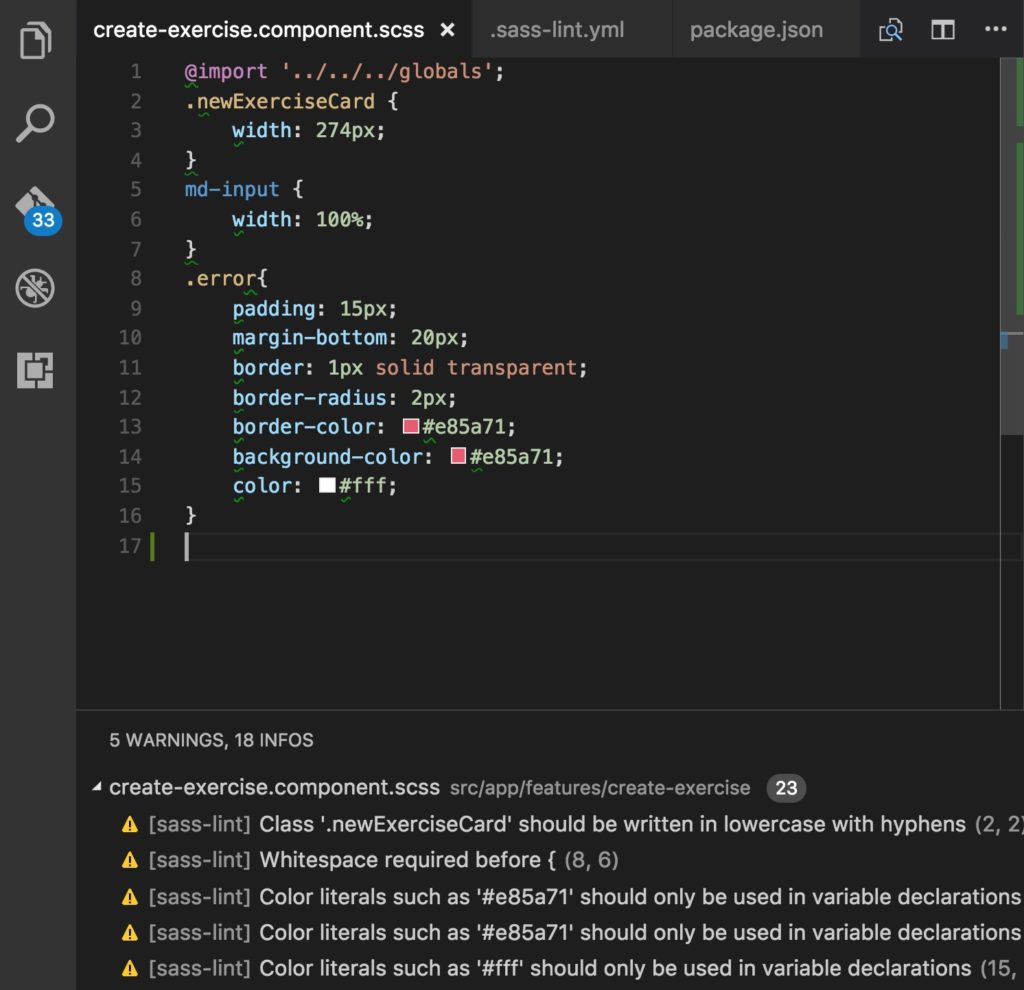 create-exercise.component.scss × .sass-lint.yml package.json ···
1 @import '../../../globals';
2 .newExerciseCard {
3 width: 274px;
4 }
5 md-input {
33
6 width: 100%;
7 }
8 .error{
9 padding: 15px;
10 margin-bottom: 20px;
11 border: 1px solid transparent;
12 border-radius: 2px;
13 border-color: #e85a71;
14 background-color: #e85a71;
15 color: #fff;
16 }
17
5 WARNINGS, 18 INFOS
create-exercise.component.scss src/app/features/create-exercise 23
[sass-lint] Class '.newExerciseCard' should be written in lowercase with hyphens (2, 2)
[sass-lint] Whitespace required before { (8, 6)
[sass-lint] Color literals such as '#e85a71' should only be used in variable declarations
[sass-lint] Color literals such as '#e85a71' should only be used in variable declarations
[sass-lint] Color literals such as '#fff' should only be used in variable declarations (15,